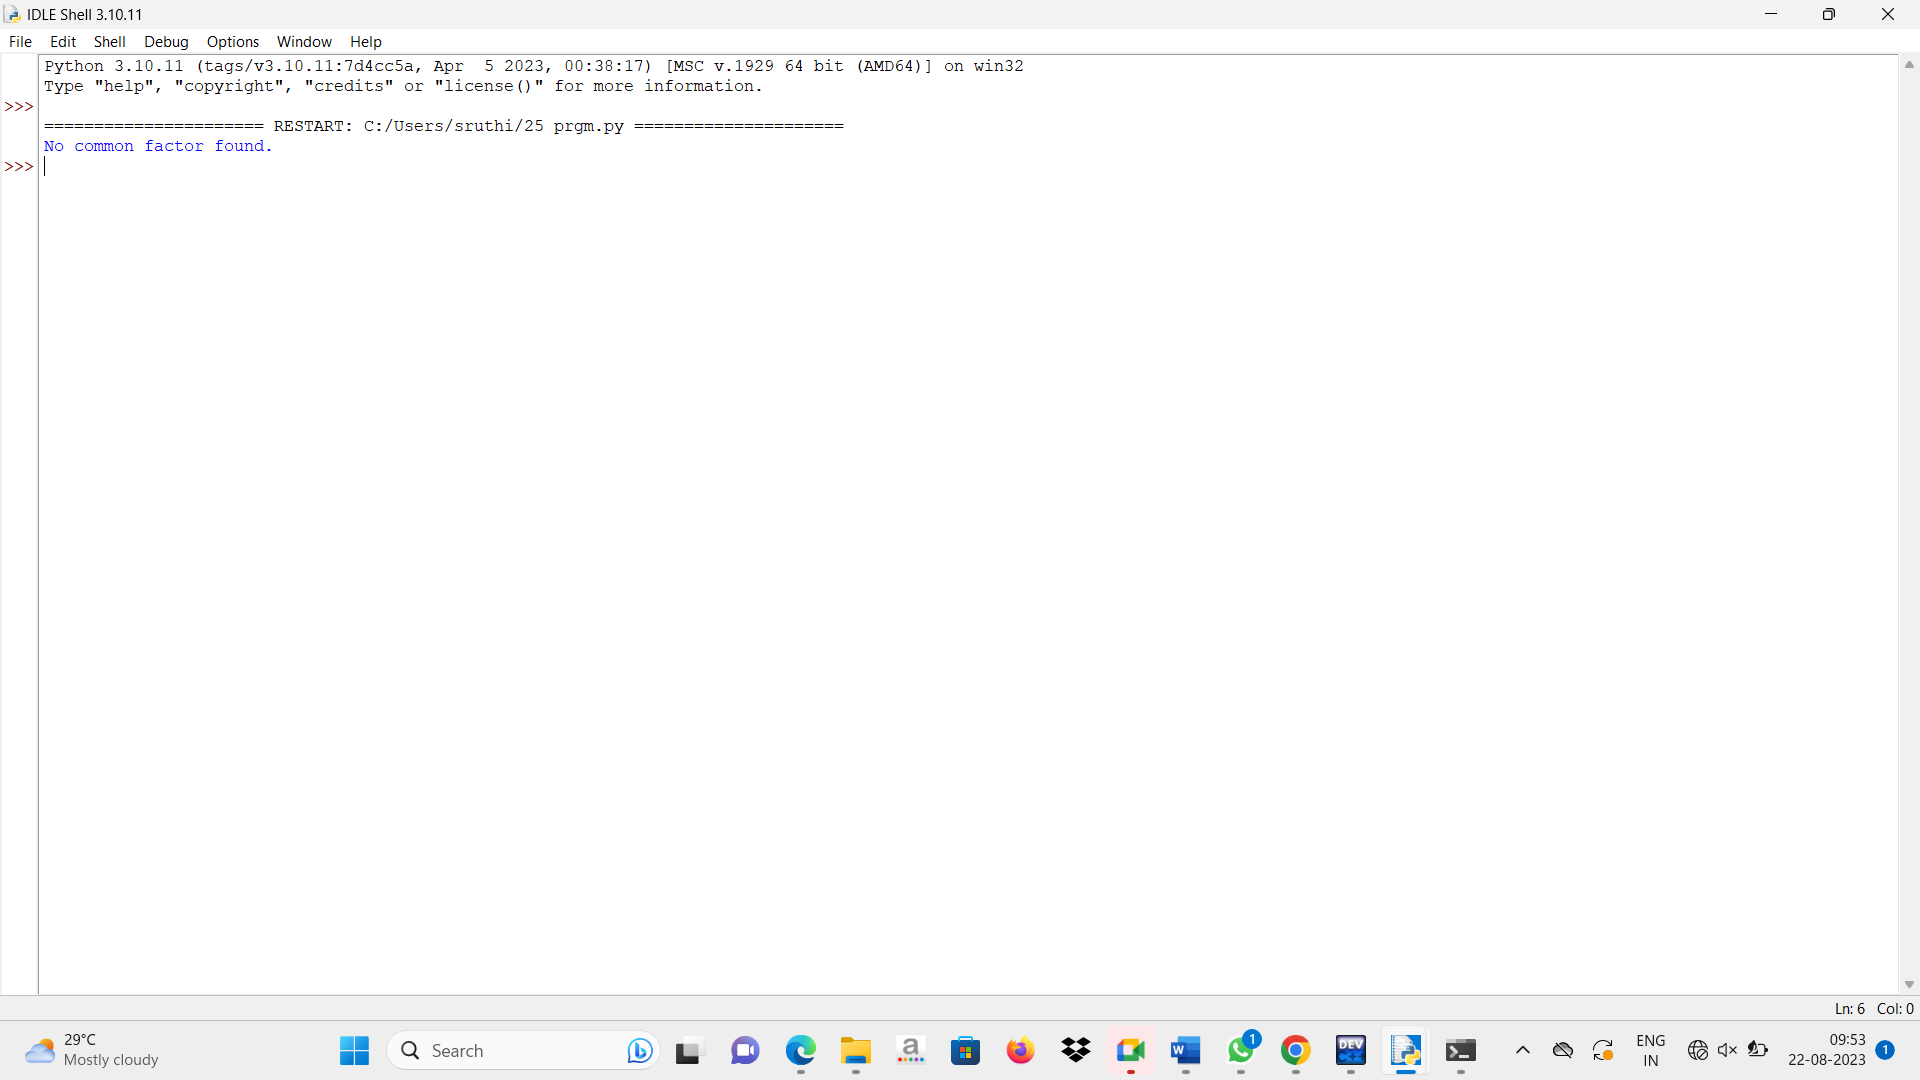 IDLE Shell 3.10.11
File Edit Shell Debug Options Window Help
Python 3.10.11 (tags/v3.10.11:7d4cc5a, Apr  5 2023, 00:38:17) [MSC v.1929 64 bit (AMD64)] on win32
Type "help", "copyright", "credits" or "license()" for more information.
>>>
====================== RESTART: C:/Users/sruthi/25 prgm.py =====================
No common factor found.
>>>
Ln: 6 Col: 0
29°C
Mostly cloudy
Search
a
W
1
DEV
C++
ENG
IN
09:53
22-08-2023
1